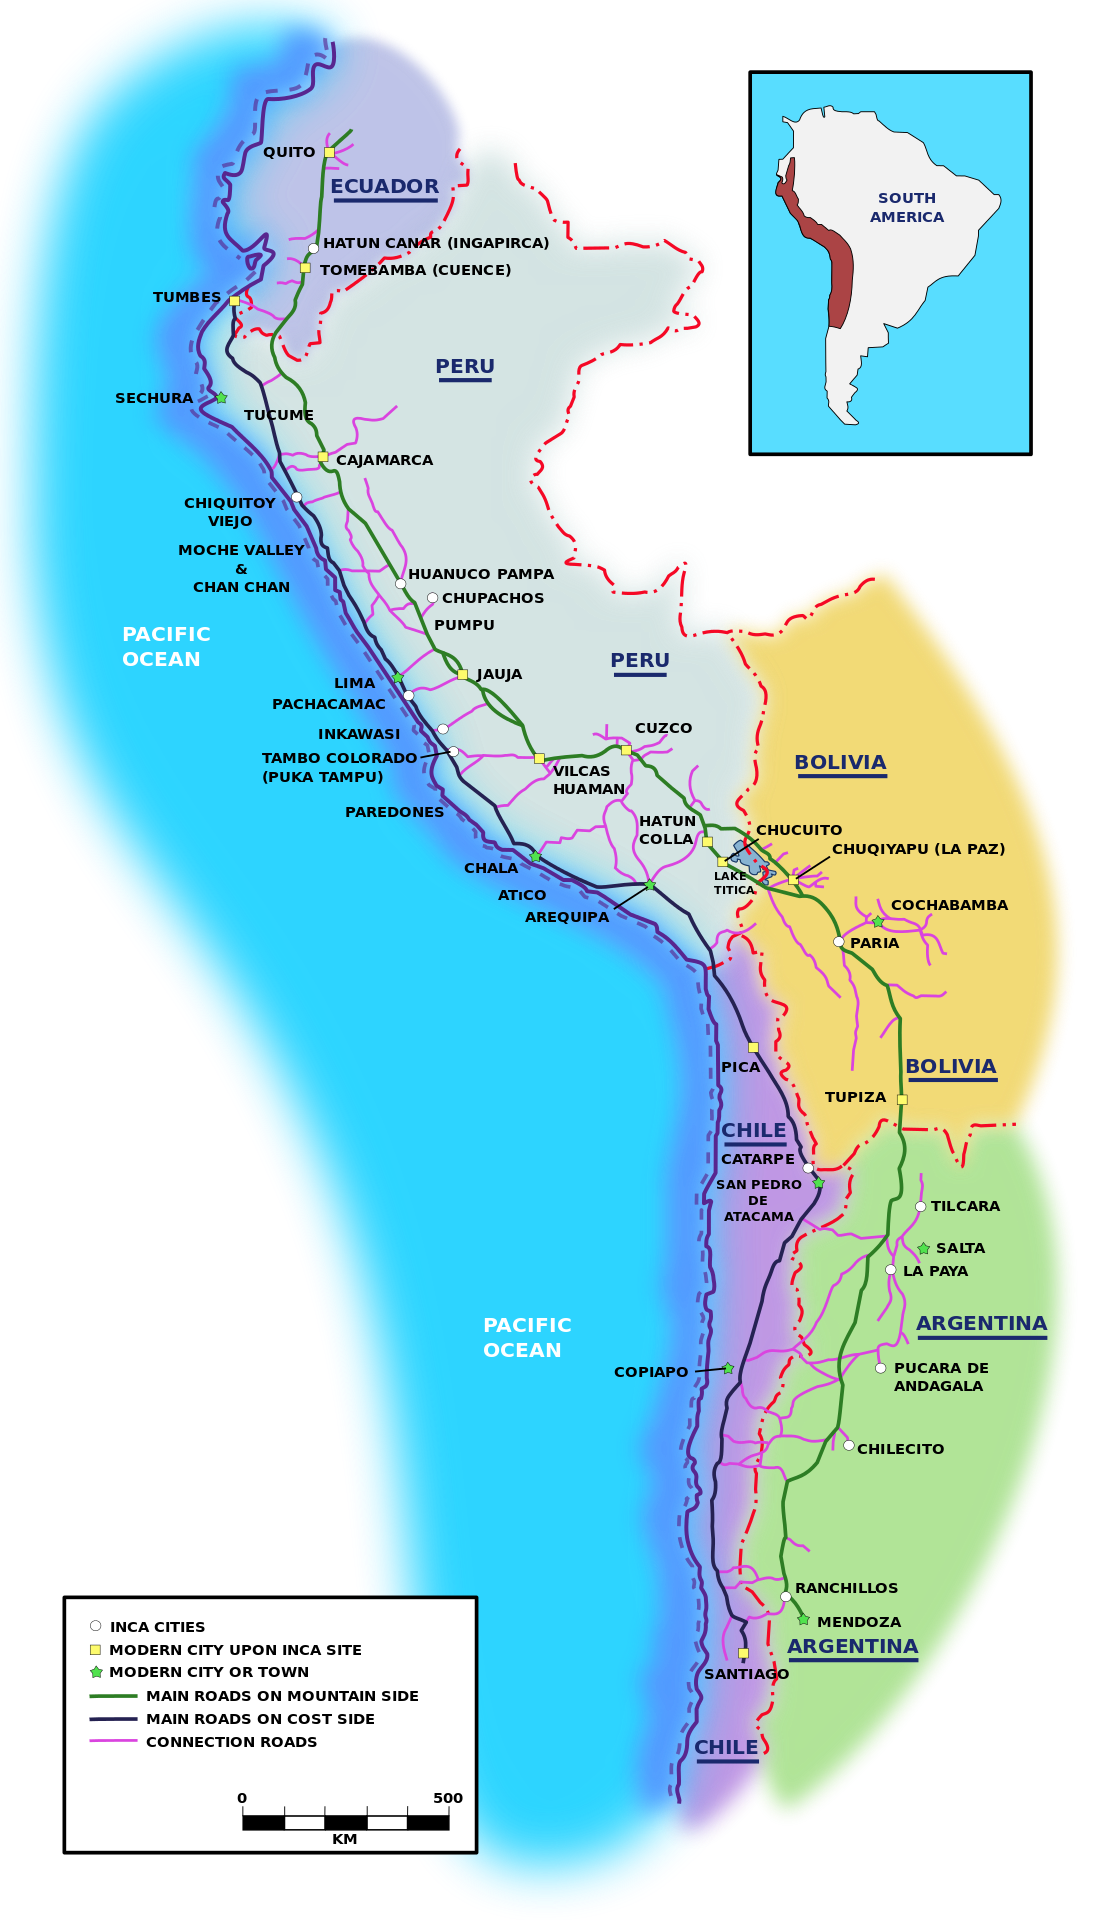 QUITO
ECUADOR
HATUN CANAR (INGAPIRCA)
TOMEBAMBA (CUENCE)
TUMBES
SOUTH
AMERICA
PERU
SECHURA
TUCUME
CAJAMARCA
CHIQUITOY
VIEJO
MOCHE VALLEY
&
CHAN CHAN
HUANUCO PAMPA
CHUPACHOS
PUMPU
PACIFIC
OCEAN
PERU
JAUJA
LIMA
PACHACAMAC
INKAWASI
CUZCO
TAMBO COLORADO
(PUKA TAMPU)
BOLIVIA
VILCAS
HUAMAN
PAREDONES
HATUN
COLLA
CHUCUITO
CHUQIYAPU (LA PAZ)
CHALA
LAKE
TITICA
ATıCO
AREQUIPA
COCHABAMBA
PARIA
PICA
BOLIVIA
TUPIZA
CHILE
CATARPE
SAN PEDRO
DE
ATACAMA
TILCARA
SALTA
LA PAYA
PACIFIC
OCEAN
ARGENTINA
COPIAPO
PUCARA DE
ANDAGALA
CHILECITO
RANCHILLOS
MENDOZA
ARGENTINA
SANTIAGO
CHILE
INCA CITIES
MODERN CITY UPON INCA SITE
MODERN CITY OR TOWN
MAIN ROADS ON MOUNTAIN SIDE
MAIN ROADS ON COST SIDE
CONNECTION ROADS
0 500
KM